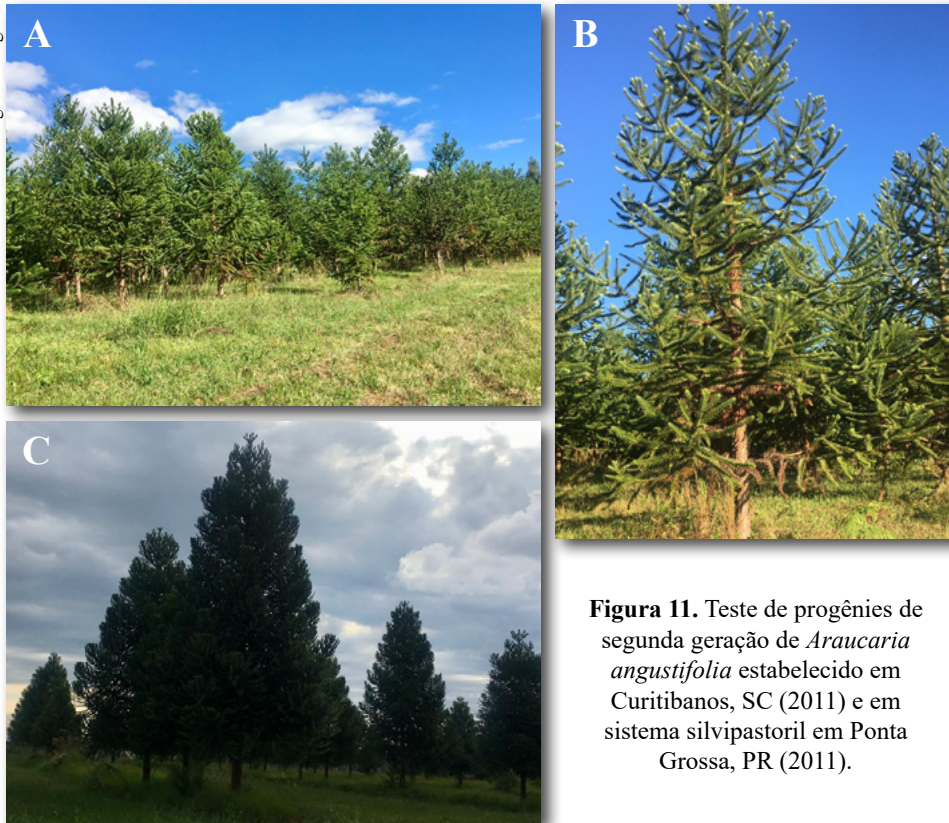 A
B
C
Figura 11. Teste de progênies de
segunda geração de Araucaria
angustifolia estabelecido em
Curitibanos, SC (2011) e em
sistema silvipastoril em Ponta
Grossa, PR (2011).